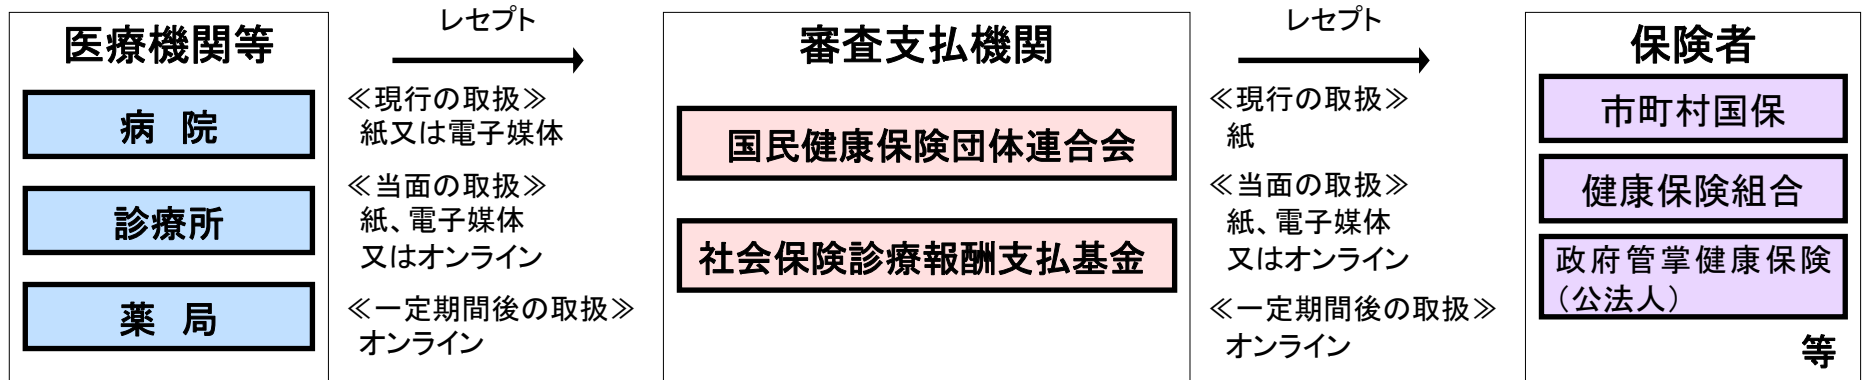 医療機関等
病 院
診療所
薬 局
レセプト
≪現行の取扱≫
紙又は電子媒体
≪当面の取扱≫
紙、電子媒体
又はオンライン
≪一定期間後の取扱≫
オンライン
審査支払機関
国民健康保険団体連合会
社会保険診療報酬支払基金
レセプト
≪現行の取扱≫
紙
≪当面の取扱≫
紙、電子媒体
又はオンライン
≪一定期間後の取扱≫
オンライン
保険者
市町村国保
健康保険組合
政府管掌健康保険
（公法人）
等